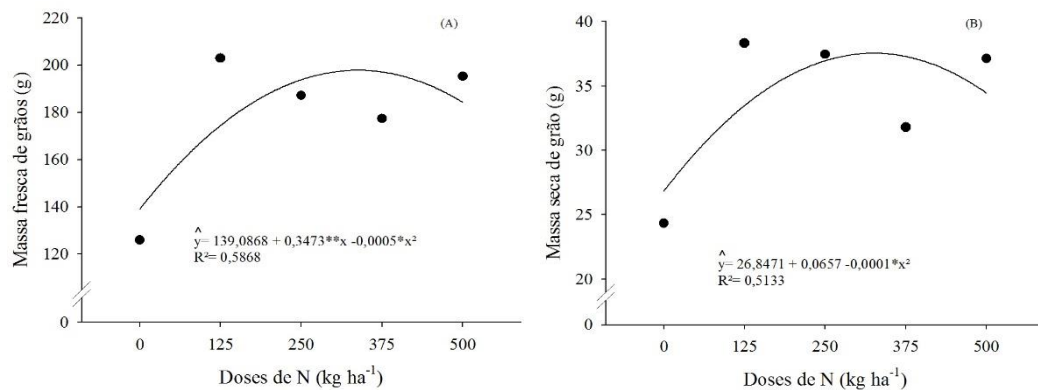 (A)
220
200
180
160
140
120
0
Massa fresca de grãos (g)
^
y= 139,0868 + 0,3473**x -0,0005*x²
R²= 0,5868
0 125 250 375 500
Doses de N (kg ha⁻¹)
(B)
40
35
30
25
20
0
Massa seca de grão (g)
^
y= 26,8471 + 0,0657 -0,0001*x²
R²= 0,5133
0 125 250 375 500
Doses de N (kg ha⁻¹)